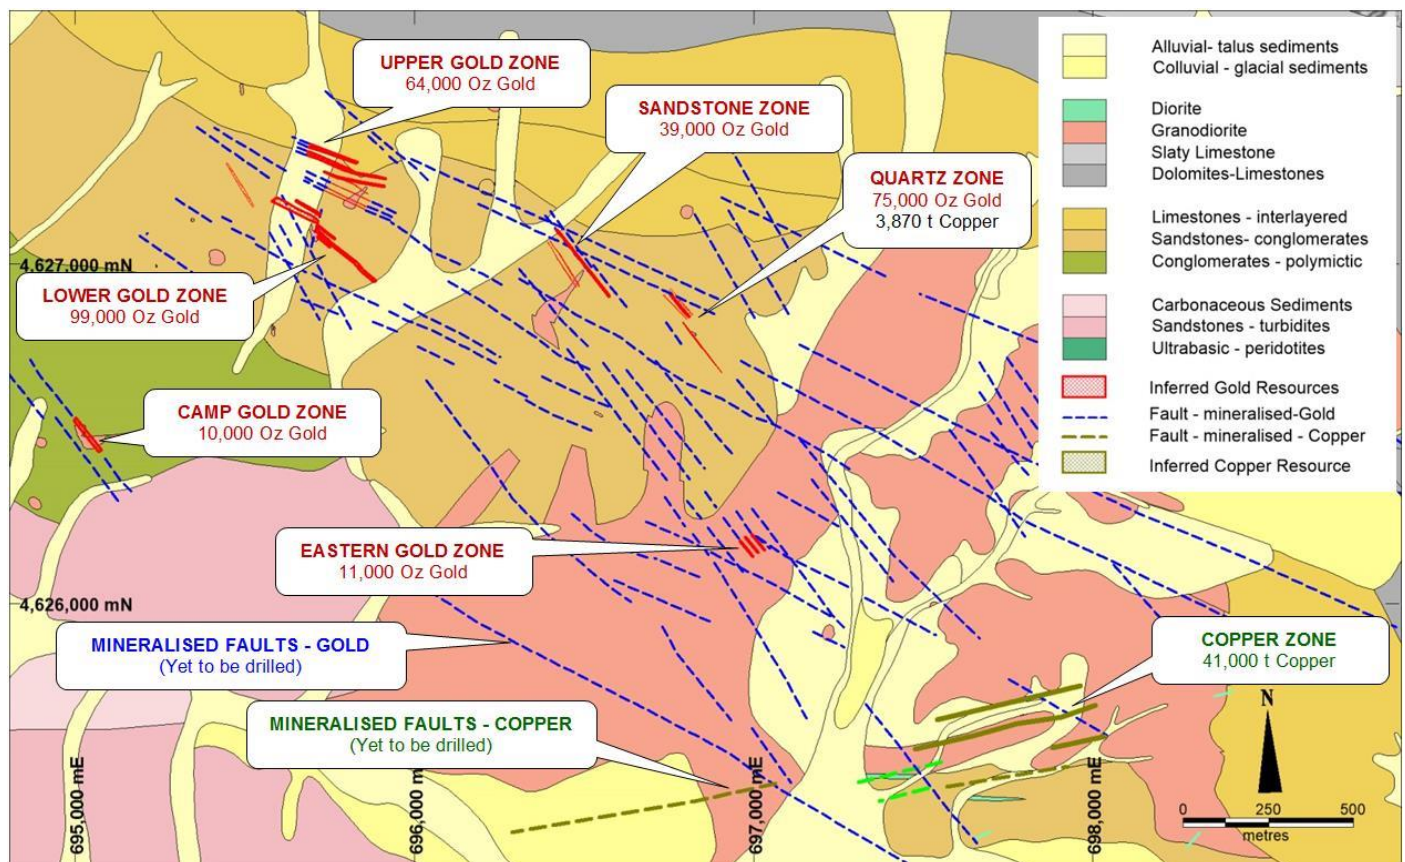 UPPER GOLD ZONE
64,000 Oz Gold
SANDSTONE ZONE
39,000 Oz Gold
QUARTZ ZONE
75,000 Oz Gold
3,870 t Copper
4,627,000 mN
LOWER GOLD ZONE
99,000 Oz Gold
CAMP GOLD ZONE
10,000 Oz Gold
EASTERN GOLD ZONE
11,000 Oz Gold
4,626,000 mN
MINERALISED FAULTS - GOLD
(Yet to be drilled)
MINERALISED FAULTS - COPPER
(Yet to be drilled)
COPPER ZONE
41,000 t Copper
695,000 mE
696,000 mE
697,000 mE
698,000 mE
Alluvial- talus sediments
Colluvial - glacial sediments
Diorite
Granodiorite
Slaty Limestone
Dolomites-Limestones
Limestones - interlayered
Sandstones- conglomerates
Conglomerates - polymictic
Carbonaceous Sediments
Sandstones - turbidites
Ultrabasic - peridotites
Inferred Gold Resources
Fault - mineralised-Gold
Fault - mineralised - Copper
Inferred Copper Resource
N
0 250 500
metres